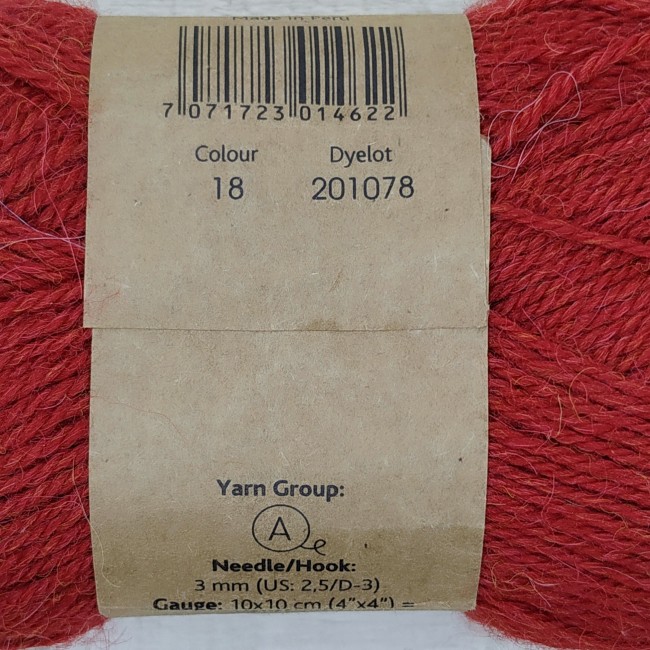 Made in Peru
7 071723 014622
Colour Dyelot
18 201078
Yarn Group:
A
Needle/Hook:
3 mm (US: 2,5/D-3)
Gauge: 10x10 cm (4”x4”) =